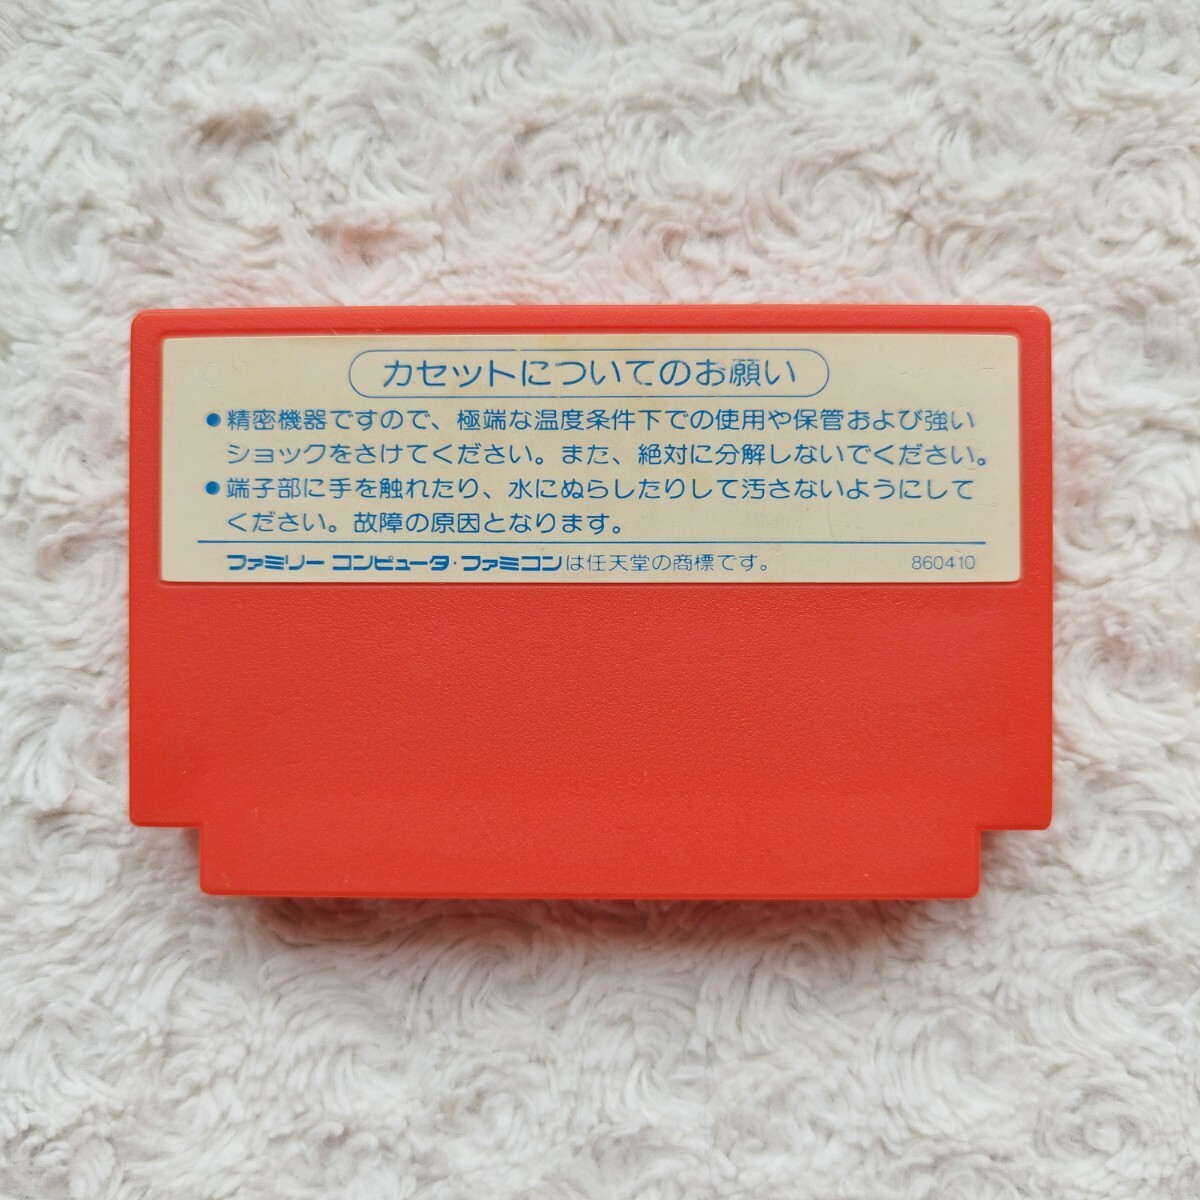 カセットについてのお願い
●精密機器ですので、極端な温度条件下での使用や保管および強い
ショックをさけてください。また、絶対に分解しないでください。
●端子部に手を触れたり、水にぬらしたりして汚さないようにして
ください。故障の原因となります。
ファミリー コンピュータ・ファミコンは任天堂の商標です。 860410